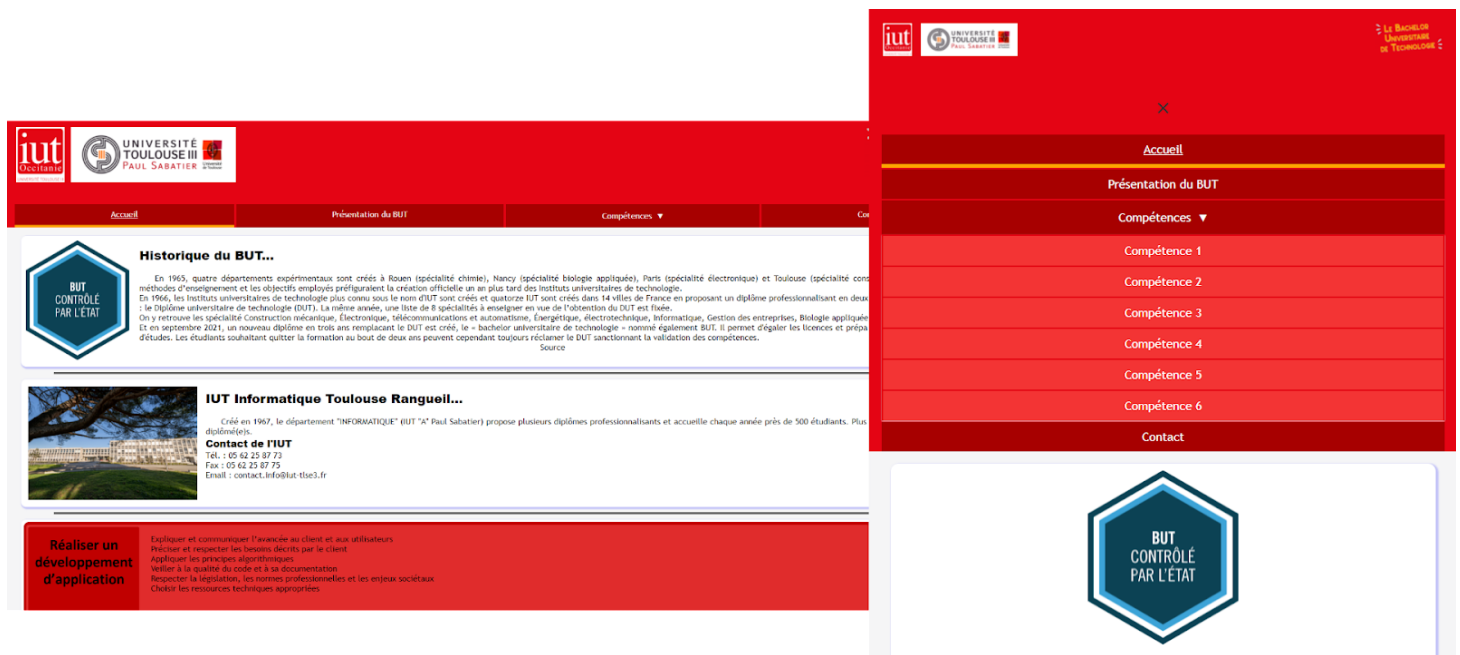 iut
Occitanie
UNIVERSITÉ
TOULOUSE III
PAUL SABATIER
Accueil
Présentation du BUT
Compétences ▼
Co
BUT
CONTRÔLÉ
PAR L'ÉTAT
Historique du BUT...
En 1965, quatre départements expérimentaux sont créés à Rouen (spécialité chimie), Nancy (spécialité biologie appliquée), Paris (spécialité électronique) et Toulouse (spécialité cons
méthodes d'enseignement et les objectifs employés préfiguraient la création officielle un an plus tard des instituts universitaires de technologie.
En 1966, les instituts universitaires de technologie plus connu sous le nom d'IUT sont créés et quatorze IUT sont créés dans 14 villes de France en proposant un diplôme professionnalisant en deux
: le Diplôme universitaire de technologie (DUT). La même année, une liste de 8 spécialités à enseigner en vue de l'obtention du DUT est fixée.
On y retrouve les spécialité Construction mécanique, Électronique, télécommunications et automatisme, Énergétique, électrotechnique, Informatique, Gestion des entreprises, Biologie appliquée
Et en septembre 2021, un nouveau diplôme en trois ans remplacant le DUT est créé, le « bachelor universitaire de technologie » nommé également BUT. Il permet d'égaler les licences et prépa
d'études. Les étudiants souhaitant quitter la formation au bout de deux ans peuvent cependant toujours réclamer le DUT sanctionnant la validation des compétences.
Source
IUT Informatique Toulouse Rangueil...
Créé en 1967, le département "INFORMATIQUE" (IUT "A" Paul Sabatier) propose plusieurs diplômes professionnalisants et accueille chaque année près de 500 étudiants. Plus
diplômé(e)s.
Contact de l'IUT
Tél. : 05 62 25 87 73
Fax : 05 62 25 87 75
Email : contact.info@iut-tlse3.fr
Réaliser un
développement
d'application
Expliquer et communiquer l'avancée au client et aux utilisateurs
Préciser et respecter les besoins décrits par le client
Appliquer les principes algorithmiques
Veiller à la qualité du code et à sa documentation
Respecter la législation, les normes professionnelles et les enjeux sociétaux
Choisir les ressources techniques appropriées
iut
Occitanie
UNIVERSITÉ
TOULOUSE III
PAUL SABATIER
LE BACHELOR
UNIVERSITAIRE
DE TECHNOLOGIE
×
Accueil
Présentation du BUT
Compétences ▼
Compétence 1
Compétence 2
Compétence 3
Compétence 4
Compétence 5
Compétence 6
Contact
BUT
CONTRÔLÉ
PAR L'ÉTAT